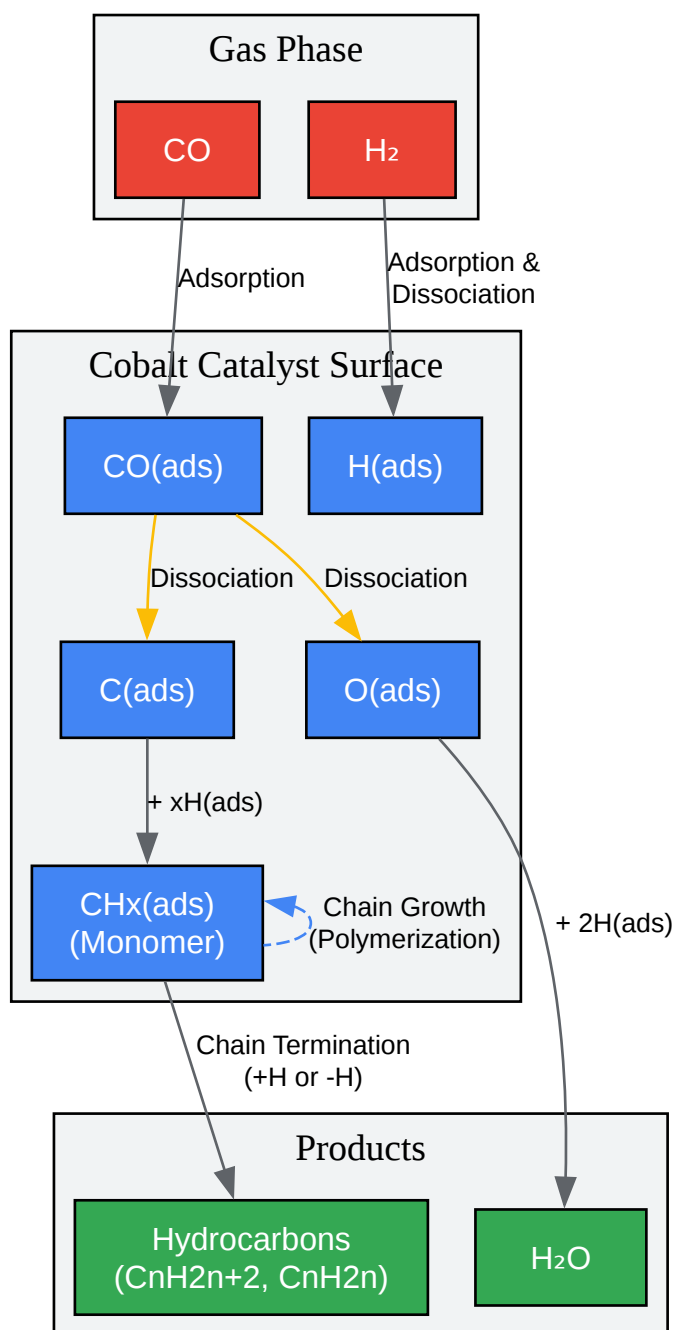 Gas Phase
CO
H₂
Adsorption
Adsorption &
Dissociation
Cobalt Catalyst Surface
CO(ads)
H(ads)
Dissociation
Dissociation
C(ads)
O(ads)
+ xH(ads)
CHx(ads)
(Monomer)
Chain Growth
(Polymerization)
+ 2H(ads)
Chain Termination
(+H or -H)
Products
Hydrocarbons
(CnH2n+2, CnH2n)
H₂O